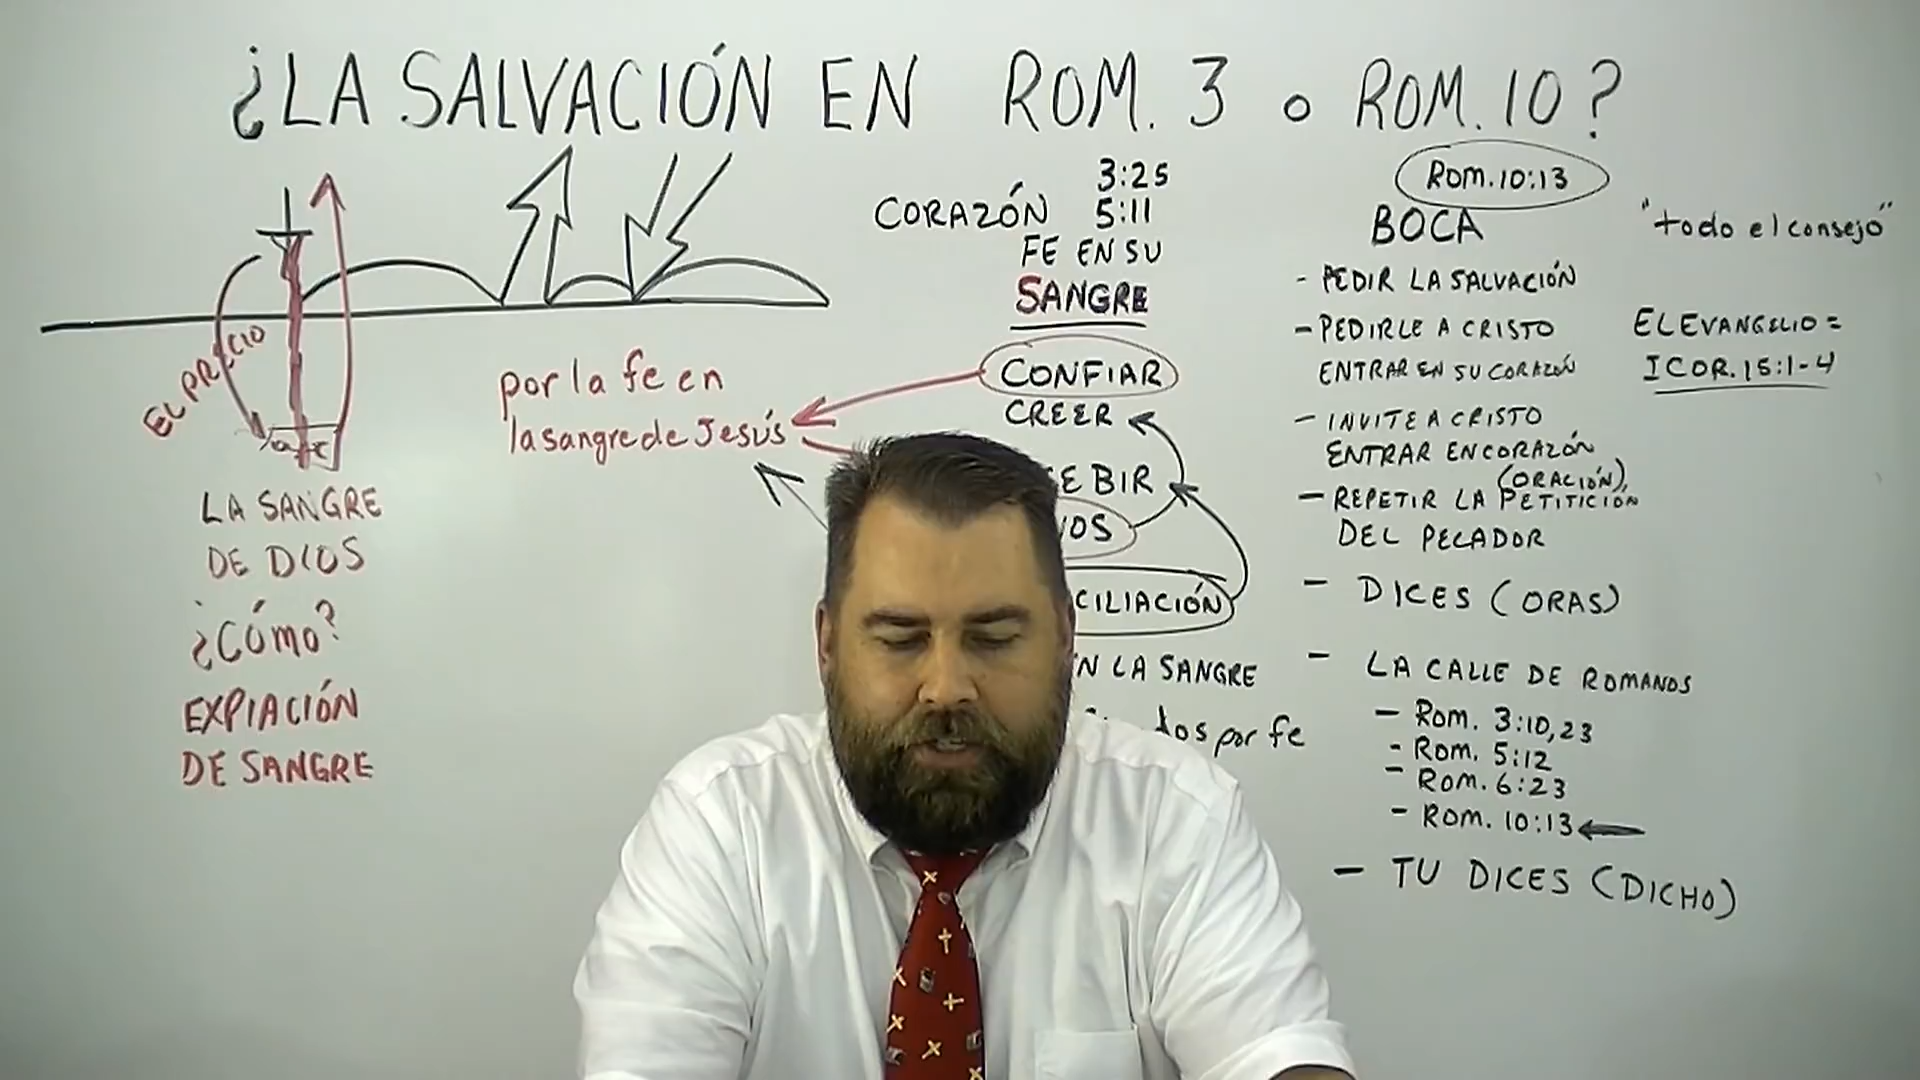 ¿LA SALVACIÓN EN ROM. 3 o ROM. 10?
EL PRECIO
LA SANGRE
DE DIOS
¿CÓMO?
EXPIACIÓN
DE SANGRE
por la fe en
la sangre de Jesús
3:25
CORAZÓN 5:11
FE EN SU
SANGRE
CONFIAR
CREER
EBIR
OS
CILIACIÓN
N LA SANGRE
dos por fe
Rom. 10:13
BOCA
- PEDIR LA SALVACIÓN
- PEDIRLE A CRISTO
ENTRAR EN SU CORAZÓN
- INVITE A CRISTO
ENTRAR EN CORAZÓN
(ORACIÓN),
- REPETIR LA PETITICIÓN
DEL PECADOR
- DICES (ORAS)
- LA CALLE DE ROMANOS
- Rom. 3:10,23
- Rom. 5:12
- Rom. 6:23
- Rom. 10:13
- TU DICES (DICHO)
"todo el consejo"
EL EVANGELIO =
I COR. 15:1-4